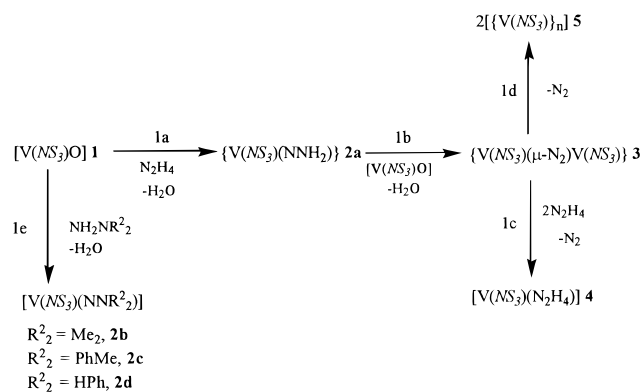 2[{V(NS₃)}ₙ] 5
1d
-N₂
[V(NS₃)O] 1
1a
N₂H₄
-H₂O
{V(NS₃)(NNH₂)} 2a
1b
[V(NS₃)O]
-H₂O
{V(NS₃)(μ-N₂)V(NS₃)} 3
1e
NH₂NR²₂
-H₂O
1c
2N₂H₄
-N₂
[V(NS₃)(NNR²₂)]
[V(NS₃)(N₂H₄)] 4
R²₂ = Me₂, 2b
R²₂ = PhMe, 2c
R²₂ = HPh, 2d